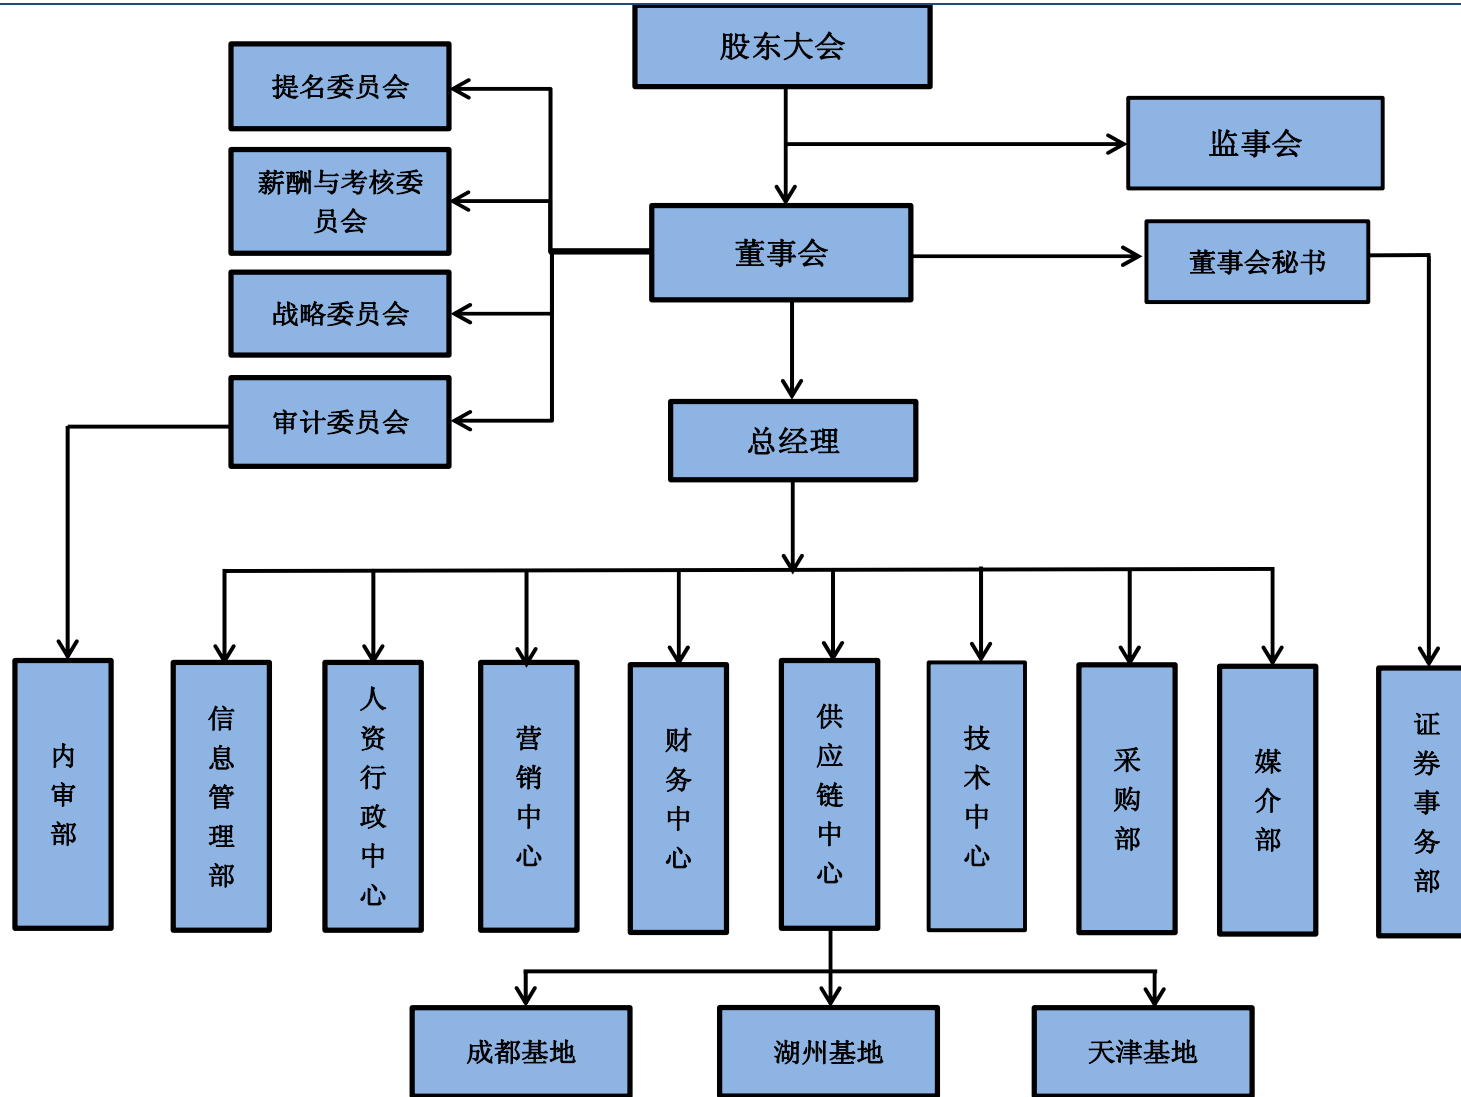 股东大会
提名委员会
监事会
薪酬与考核委
员会
董事会
董事会秘书
战略委员会
审计委员会
总经理
内审部
信息管理部
人资行政中心
营销中心
财务中心
供应链中心
技术中心
采购部
媒介部
证券事务部
成都基地
湖州基地
天津基地